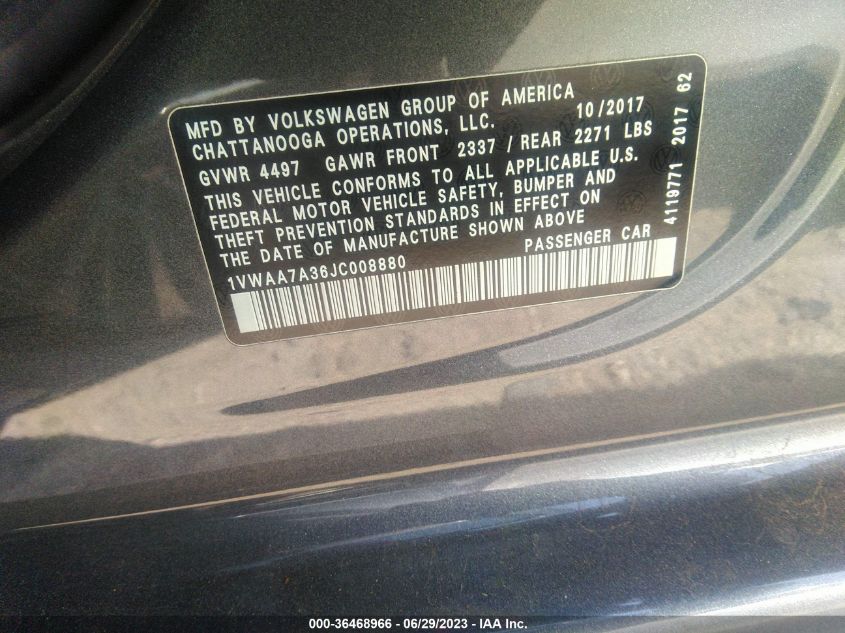 MFD BY VOLKSWAGEN GROUP OF AMERICA
CHATTANOOGA OPERATIONS, LLC. 10/2017
GVWR 4497 GAWR FRONT 2337 / REAR 2271 LBS
THIS VEHICLE CONFORMS TO ALL APPLICABLE U.S.
FEDERAL MOTOR VEHICLE SAFETY, BUMPER AND
THEFT PREVENTION STANDARDS IN EFFECT ON
THE DATE OF MANUFACTURE SHOWN ABOVE
1VWAA7A36JC008880 PASSENGER CAR
4119771 2017 62
000-36468966 - 06/29/2023 - IAA Inc.